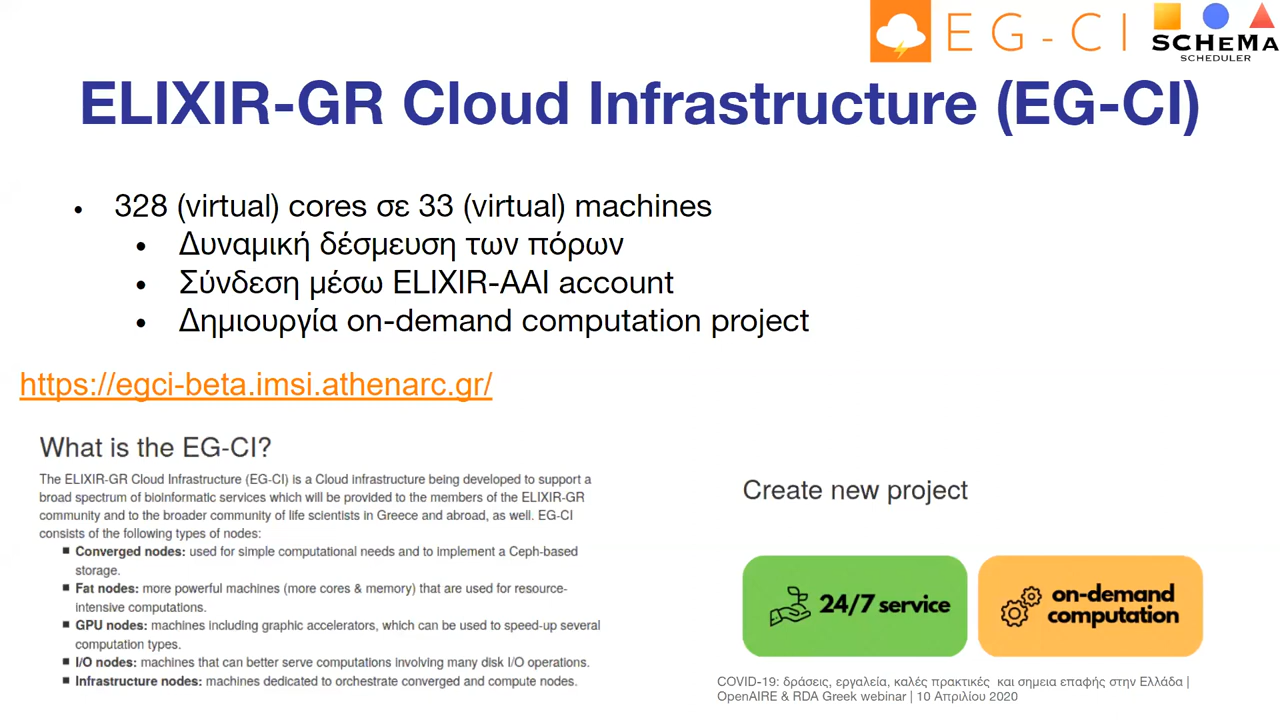 EG-CI
SCHeMa
SCHEDULER
ELIXIR-GR Cloud Infrastructure (EG-CI)
• 328 (virtual) cores σε 33 (virtual) machines
• Δυναμική δέσμευση των πόρων
• Σύνδεση μέσω ELIXIR-AAI account
• Δημιουργία on-demand computation project
https://egci-beta.imsi.athenarc.gr/
What is the EG-CI?
The ELIXIR-GR Cloud Infrastructure (EG-CI) is a Cloud infrastructure being developed to support a
broad spectrum of bioinformatic services which will be provided to the members of the ELIXIR-GR
community and to the broader community of life scientists in Greece and abroad, as well. EG-CI
consists of the following types of nodes:
▪ Converged nodes: used for simple computational needs and to implement a Ceph-based
storage.
▪ Fat nodes: more powerful machines (more cores & memory) that are used for resource-
intensive computations.
▪ GPU nodes: machines including graphic accelerators, which can be used to speed-up several
computation types.
▪ I/O nodes: machines that can better serve computations involving many disk I/O operations.
▪ Infrastructure nodes: machines dedicated to orchestrate converged and compute nodes.
Create new project
24/7 service
on-demand
computation
COVID-19: δράσεις, εργαλεία, καλές πρακτικές και σημεια επαφής στην Ελλάδα |
OpenAIRE & RDA Greek webinar | 10 Απριλίου 2020